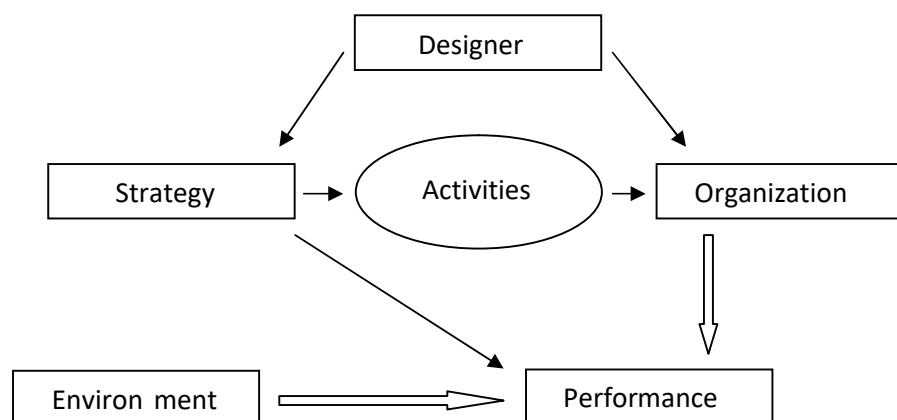 Designer
Strategy
Activities
Organization
Environ ment
Performance